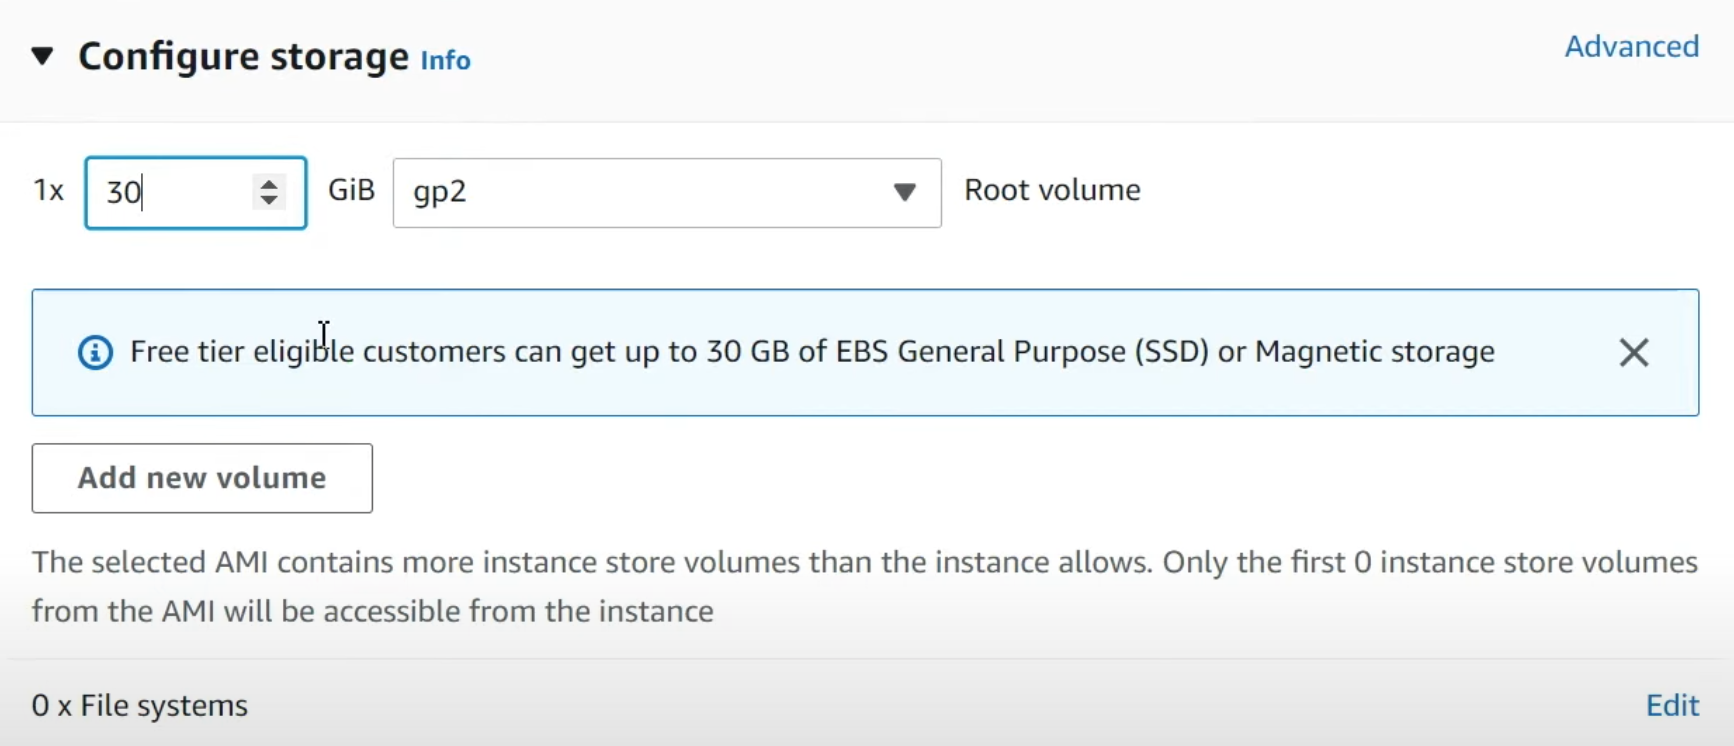 Configure storage Info
Advanced
1x 30 GiB gp2 Root volume
Free tier eligible customers can get up to 30 GB of EBS General Purpose (SSD) or Magnetic storage
Add new volume
The selected AMI contains more instance store volumes than the instance allows. Only the first 0 instance store volumes
from the AMI will be accessible from the instance
0 x File systems
Edit